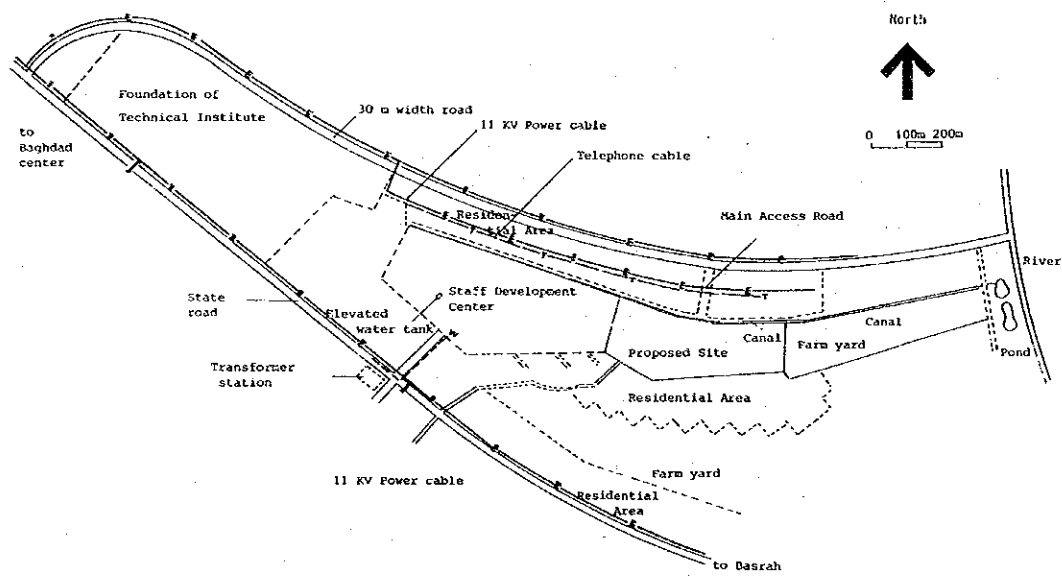 North
0 100m 200m
Foundation of
Technical Institute
to
Baghdad
center
30 m width road
11 KV Power cable
Telephone cable
Residen-
tial Area
Main Access Road
River
State
road
Elevated
water tank
Staff Development
Center
W
Transformer
station
Proposed Site
Canal
Farm yard
Canal
Pond
Residential Area
11 KV Power cable
Farm yard
Residential
Area
to Basrah